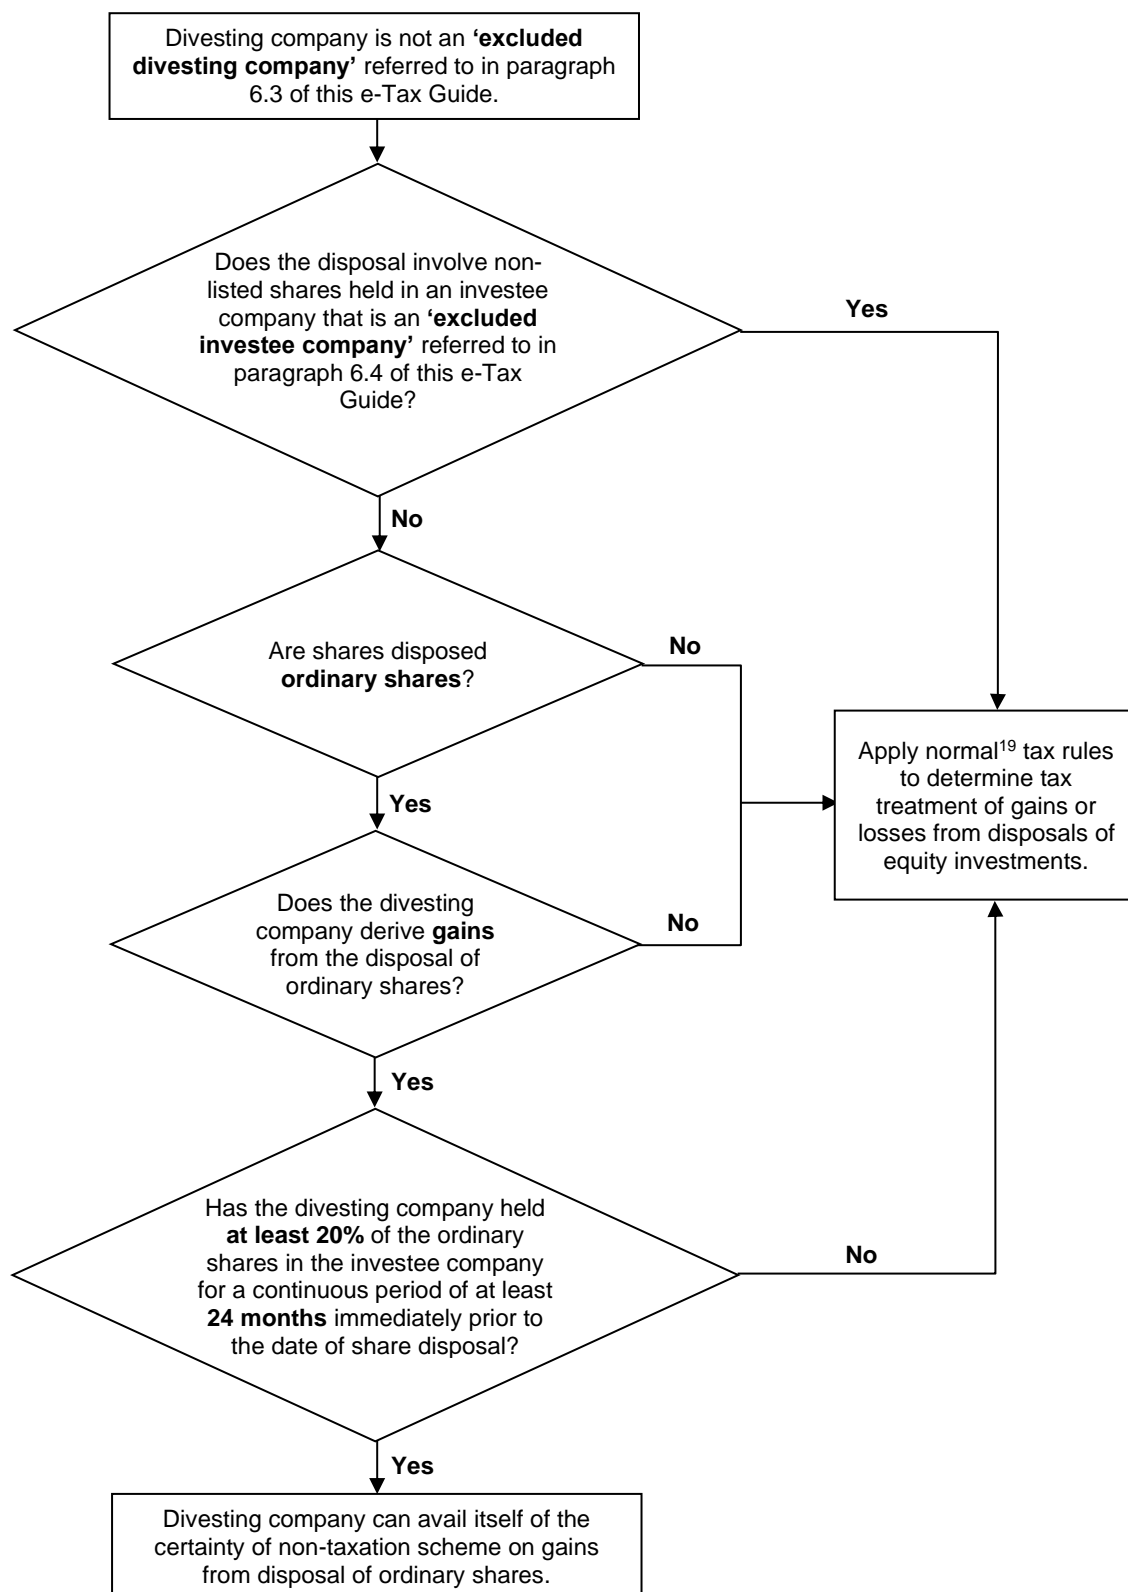 Divesting company is not an ‘excluded
divesting company’ referred to in paragraph
6.3 of this e-Tax Guide.
Does the disposal involve non-
listed shares held in an investee
company that is an ‘excluded
investee company’ referred to in
paragraph 6.4 of this e-Tax
Guide?
Yes
No
Are shares disposed
ordinary shares?
No
Yes
Apply normal¹⁹ tax rules
to determine tax
treatment of gains or
losses from disposals of
equity investments.
Does the divesting
company derive gains
from the disposal of
ordinary shares?
No
Yes
Has the divesting company held
at least 20% of the ordinary
shares in the investee company
for a continuous period of at least
24 months immediately prior to
the date of share disposal?
No
Yes
Divesting company can avail itself of the
certainty of non-taxation scheme on gains
from disposal of ordinary shares.